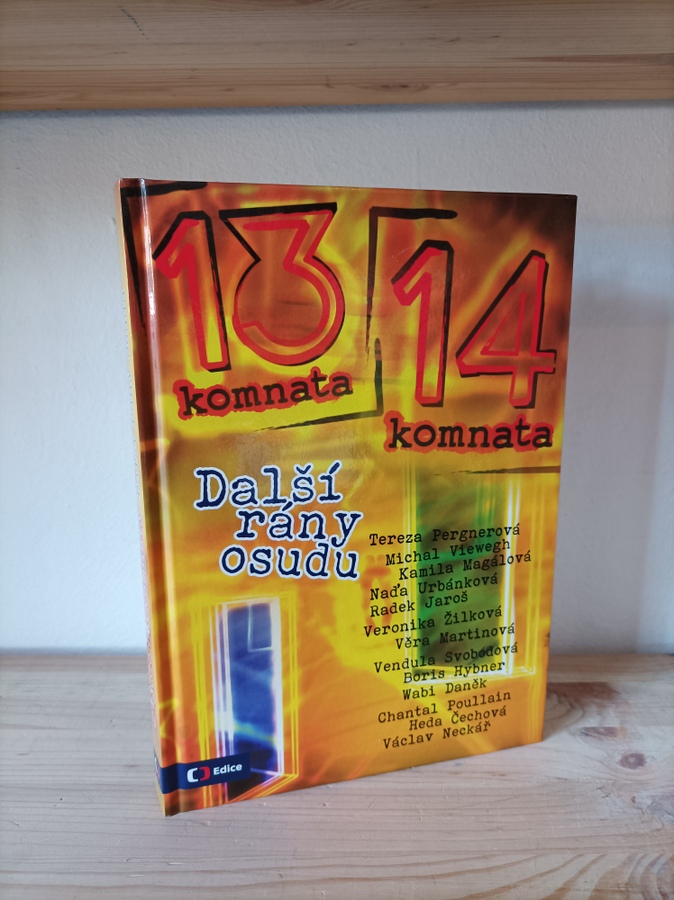 13
komnata
14
komnata
Další
rány
osudu
Tereza Pergnerová
Michal Viewegh
Kamila Magálová
Naďa Urbánková
Radek Jaroš
Veronika Žilková
Věra Martinová
Vendula Svobodová
Boris Hybner
Wabi Daněk
Chantal Poullain
Heda Čechová
Václav Neckář
Edice